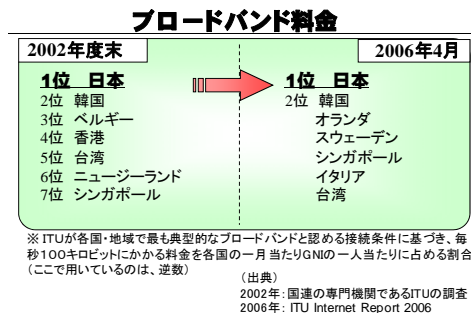 ブロードバンド料金
2002年度末
1位 日本
2位 韓国
3位 ベルギー
4位 香港
5位 台湾
6位 ニュージーランド
7位 シンガポール
2006年4月
1位 日本
2位 韓国
オランダ
スウェーデン
シンガポール
イタリア
台湾
※ ITUが各国・地域で最も典型的なブロードバンドと認める接続条件に基づき、毎
秒100キロビットにかかる料金を各国の一月当たりGNIの一人当たりに占める割合
(ここで用いているのは、逆数)
(出典)
2002年:国連の専門機関であるITUの調査
2006年: ITU Internet Report 2006